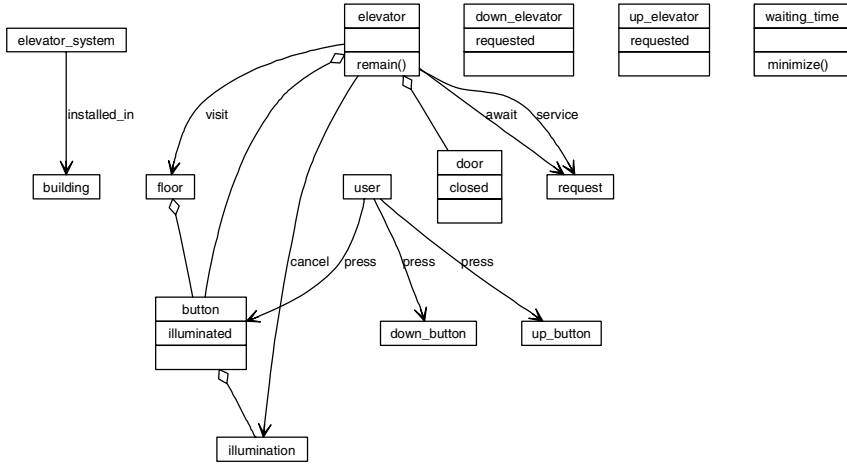 elevator
down_elevator
requested
up_elevator
requested
waiting_time
minimize()
elevator_system
remain()
installed_in
visit
await
service
door
closed
building
floor
user
request
cancel
press
press
press
button
illuminated
down_button
up_button
illumination